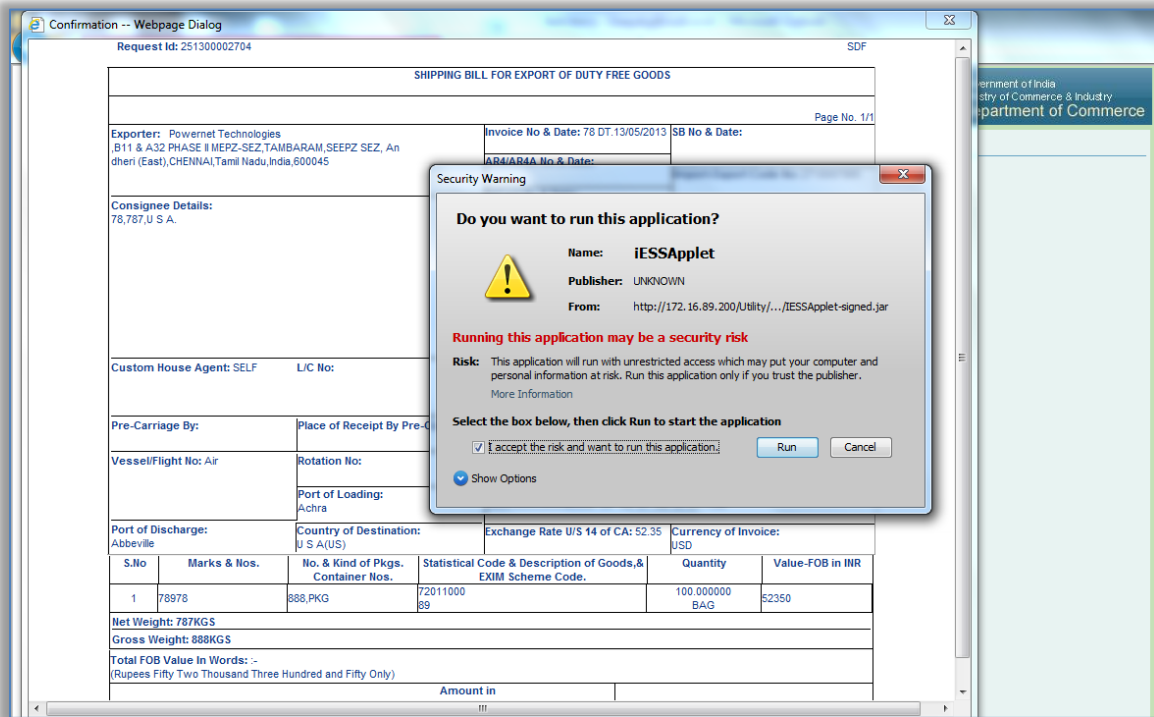 Confirmation -- Webpage Dialog
Request Id: 251300002704
SDF
SHIPPING BILL FOR EXPORT OF DUTY FREE GOODS
Page No. 1/1
Exporter: Powernet Technologies
,B11 & A32 PHASE II MEPZ-SEZ,TAMBARAM,SEEPZ SEZ, An
dheri (East),CHENNAI,Tamil Nadu,India,600045
Invoice No & Date: 78 DT.13/05/2013
SB No & Date:
AR4/AR4A No & Date:
Consignee Details:
78,787,U S A.
Custom House Agent: SELF
L/C No:
Pre-Carriage By:
Place of Receipt By Pre-C
Vessel/Flight No: Air
Rotation No:
Port of Loading:
Achra
Port of Discharge:
Abbeville
Country of Destination:
U S A(US)
Exchange Rate U/S 14 of CA: 52.35
Currency of Invoice:
USD
S.No
Marks & Nos.
No. & Kind of Pkgs.
Container Nos.
Statistical Code & Description of Goods,&
EXIM Scheme Code.
Quantity
Value-FOB in INR
1
78978
888,PKG
72011000
89
100.000000
BAG
52350
Net Weight: 787KGS
Gross Weight: 888KGS
Total FOB Value In Words: :-
(Rupees Fifty Two Thousand Three Hundred and Fifty Only)
Amount in
Security Warning
Do you want to run this application?
Name: iESSApplet
Publisher: UNKNOWN
From: http://172.16.89.200/Utility/.../IESSApplet-signed.jar
Running this application may be a security risk
Risk: This application will run with unrestricted access which may put your computer and
personal information at risk. Run this application only if you trust the publisher.
More Information
Select the box below, then click Run to start the application
I accept the risk and want to run this application.
Run
Cancel
Show Options
ernment of India
stry of Commerce & Industry
epartment of Commerce